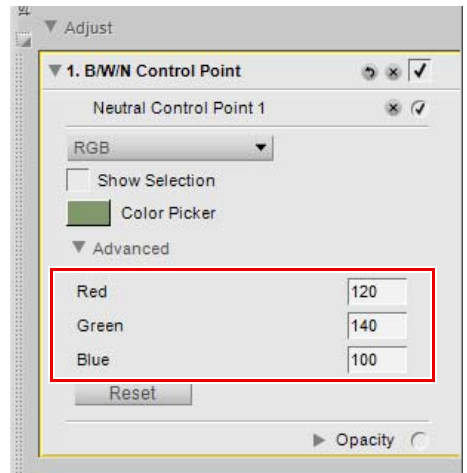 Adjust
1. B/W/N Control Point
Neutral Control Point 1
RGB
Show Selection
Color Picker
Advanced
Red 120
Green 140
Blue 100
Reset
Opacity